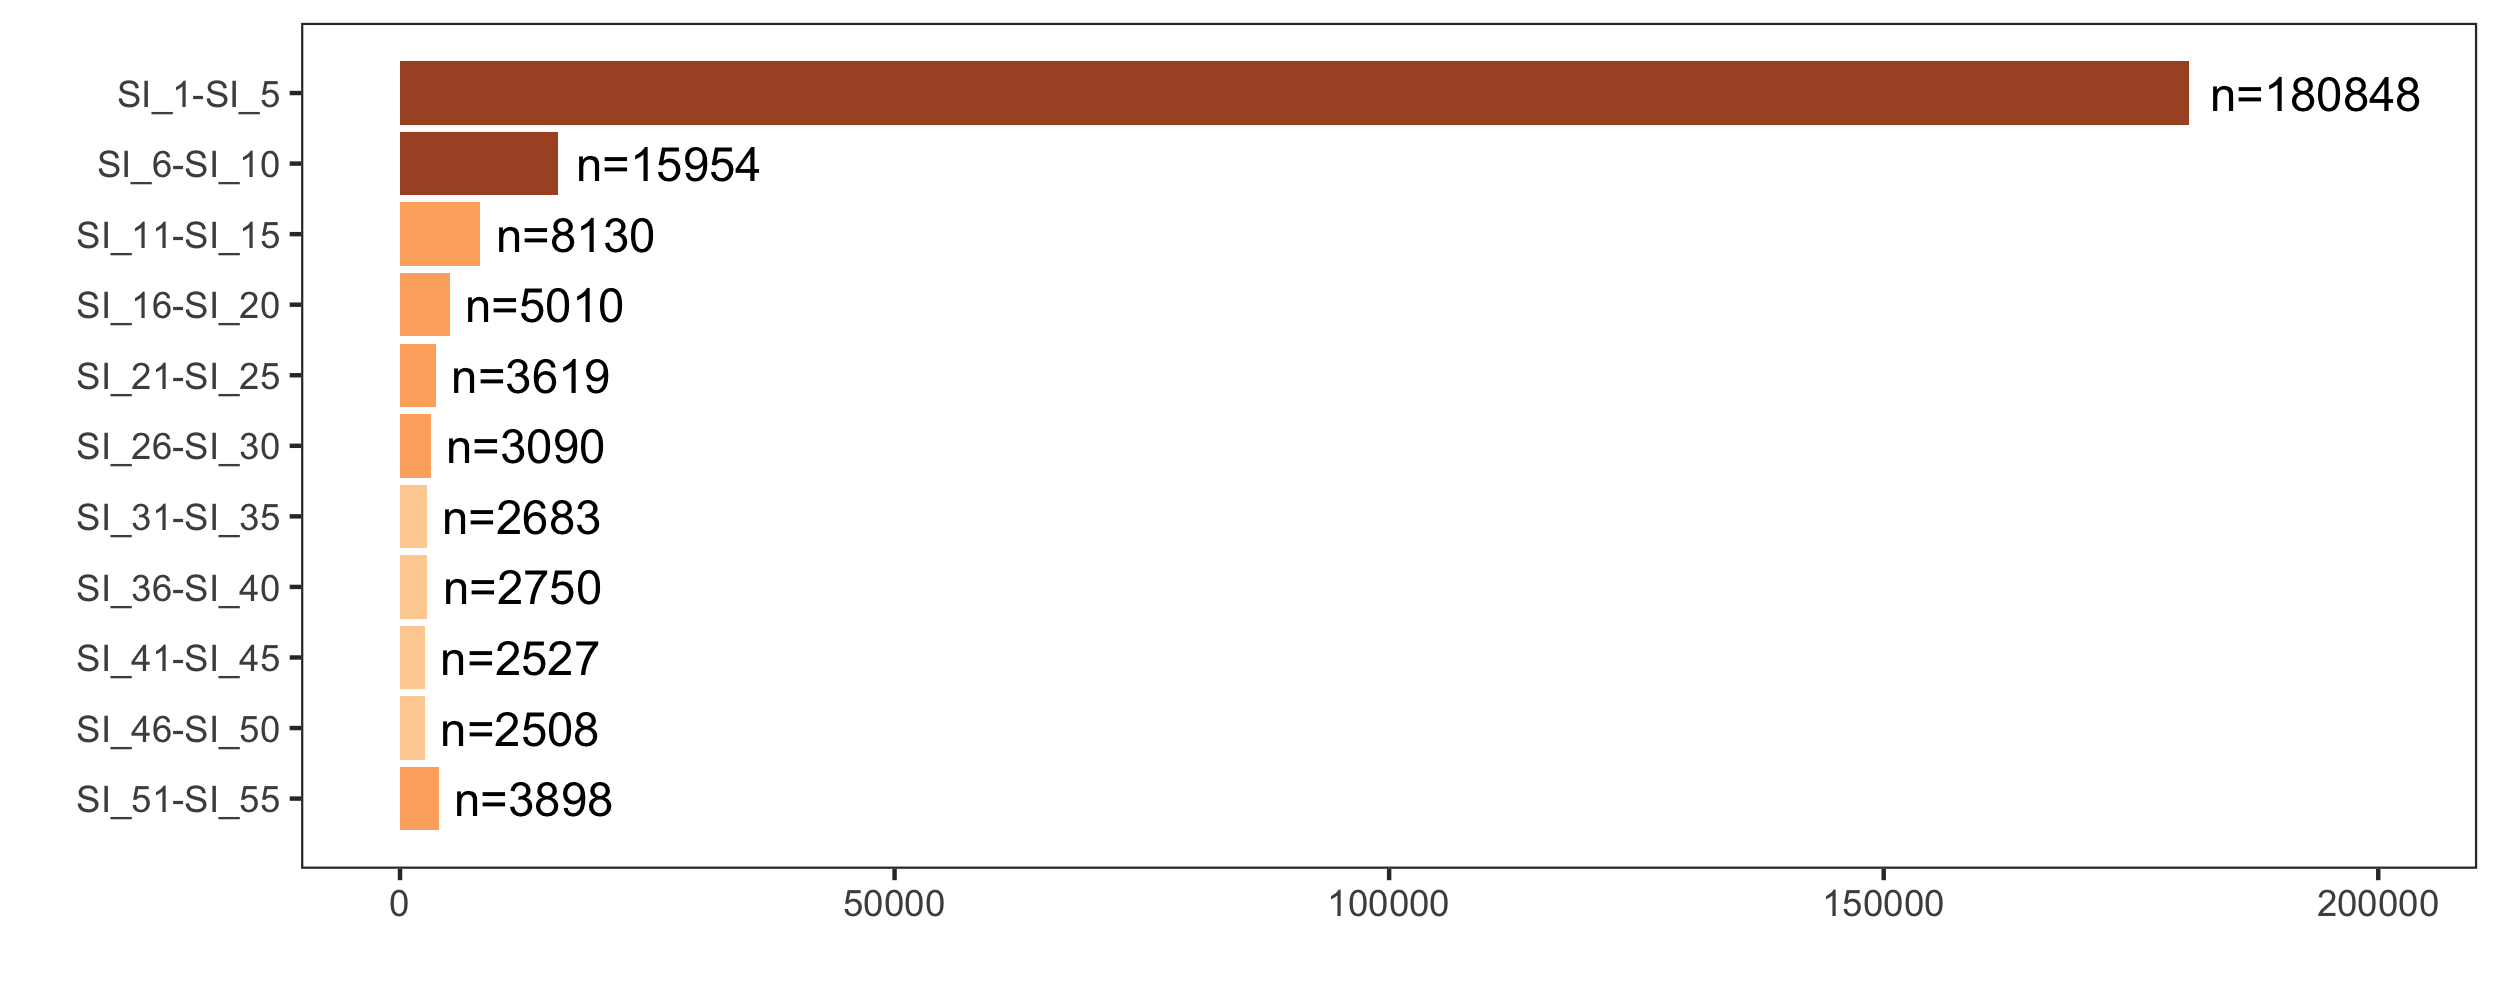 SI_1-SI_5 n=180848
SI_6-SI_10 n=15954
SI_11-SI_15 n=8130
SI_16-SI_20 n=5010
SI_21-SI_25 n=3619
SI_26-SI_30 n=3090
SI_31-SI_35 n=2683
SI_36-SI_40 n=2750
SI_41-SI_45 n=2527
SI_46-SI_50 n=2508
SI_51-SI_55 n=3898
0 50000 100000 150000 200000